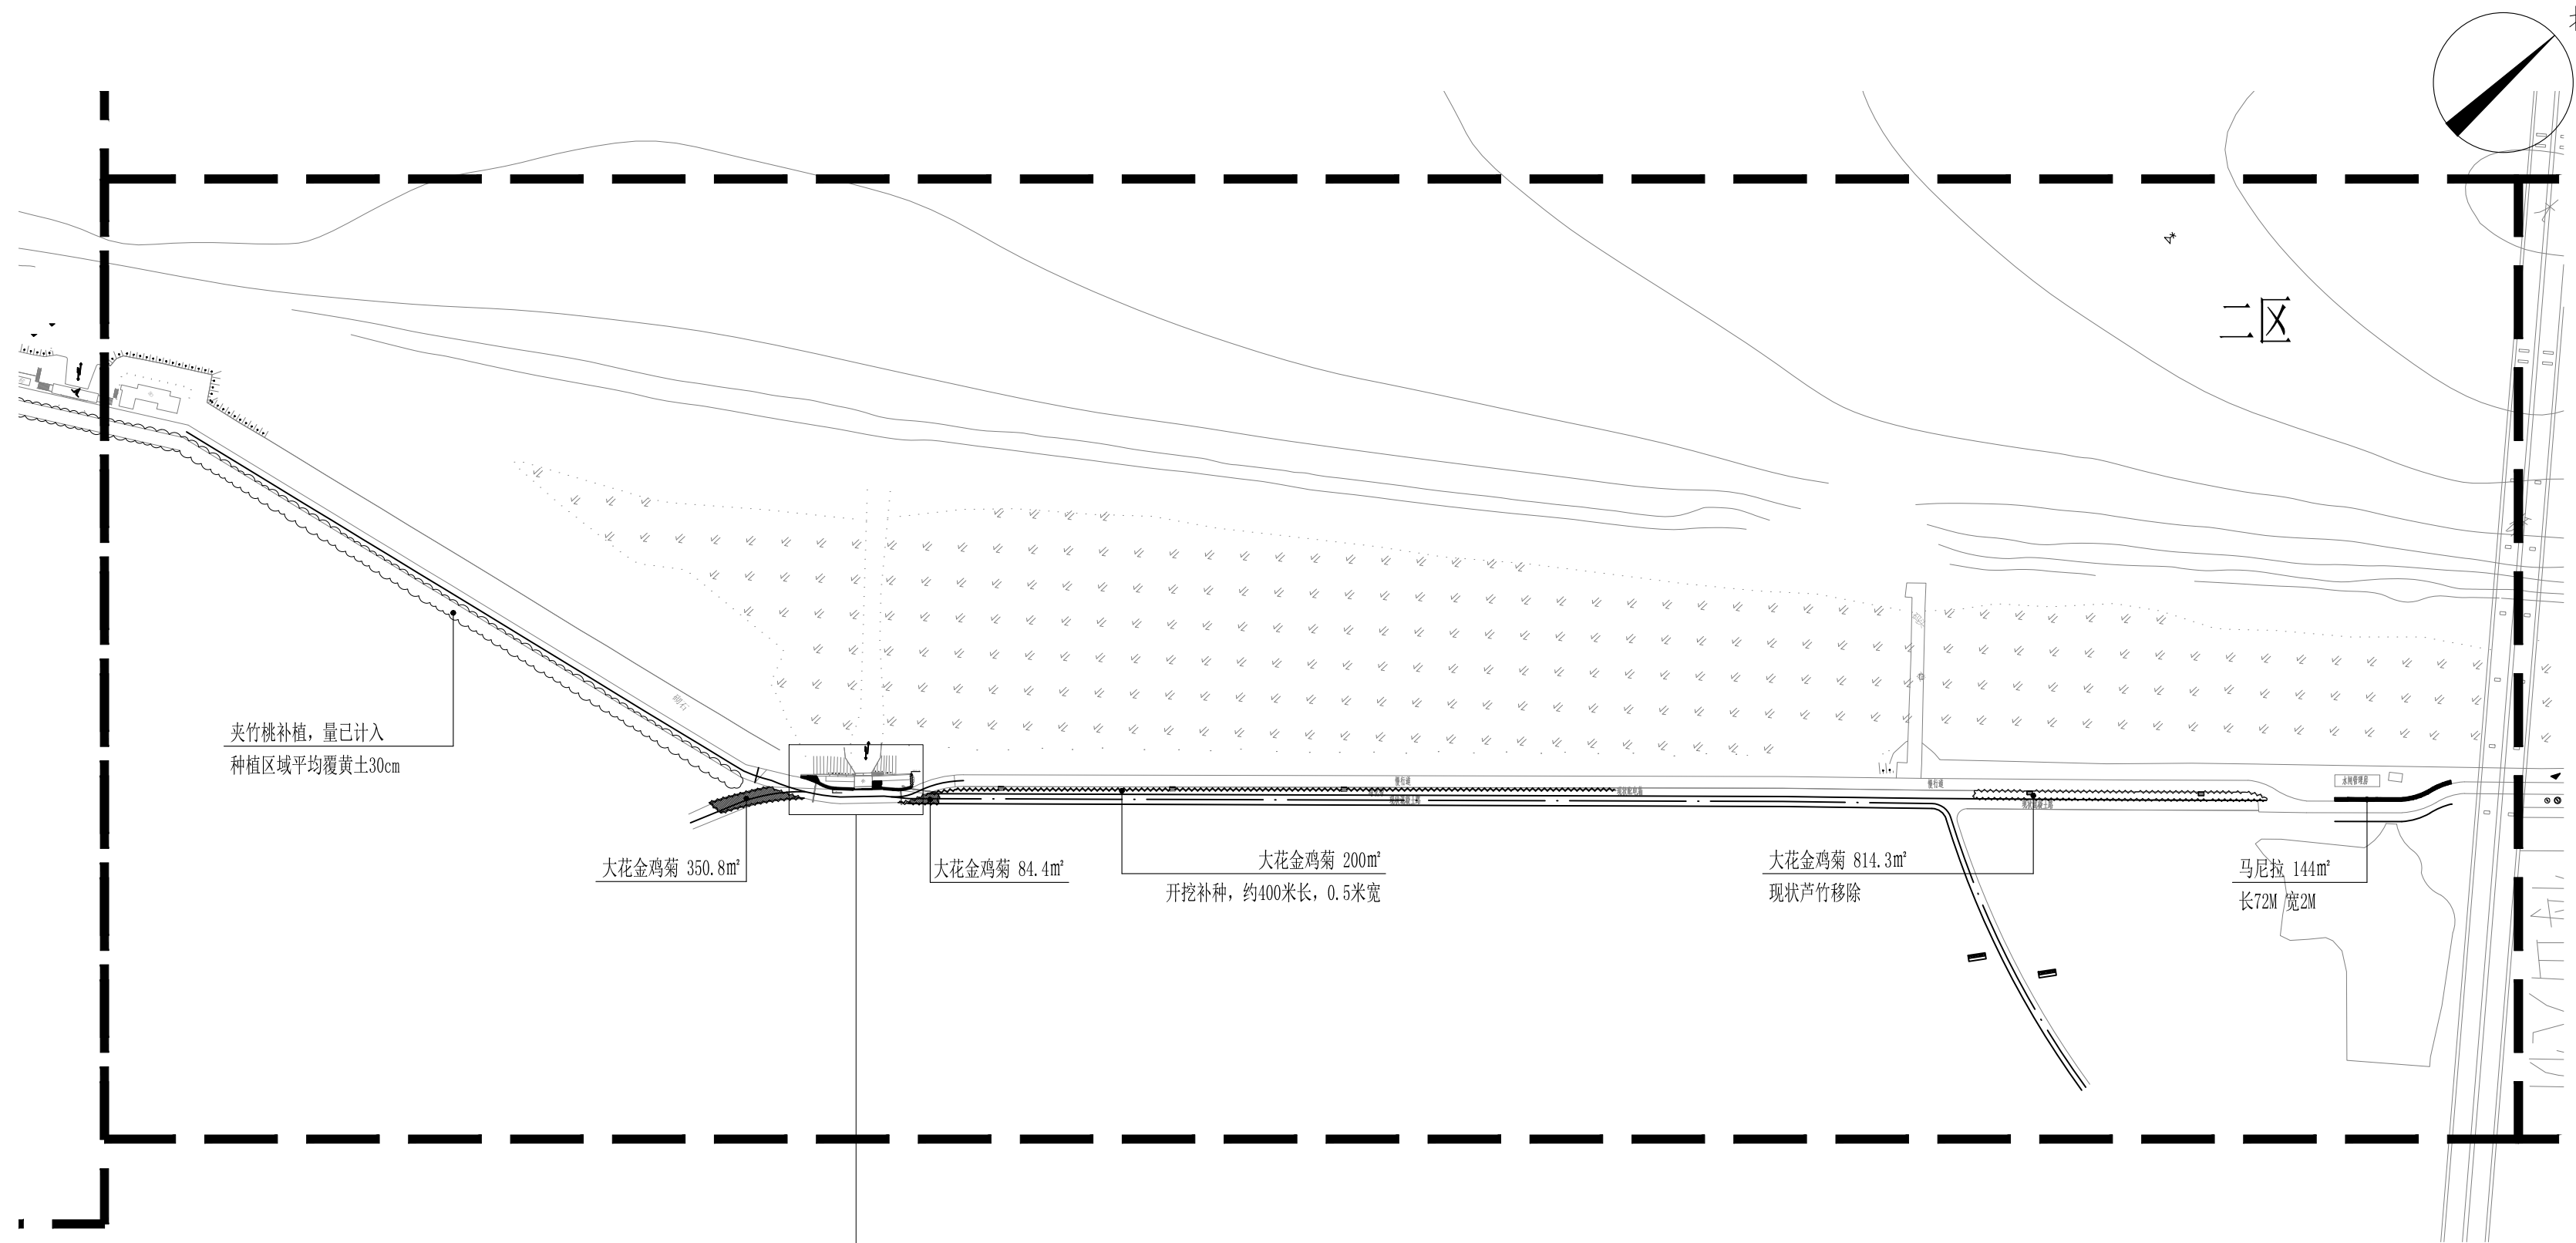 二区
夹竹桃补植，量已计入
种植区域平均覆黄土30cm
砌石
大花金鸡菊 350.8㎡
大花金鸡菊 84.4㎡
大花金鸡菊 200㎡
开挖补种，约400米长，0.5米宽
大花金鸡菊 814.3㎡
现状芦竹移除
马尼拉 144㎡
长72M 宽2M